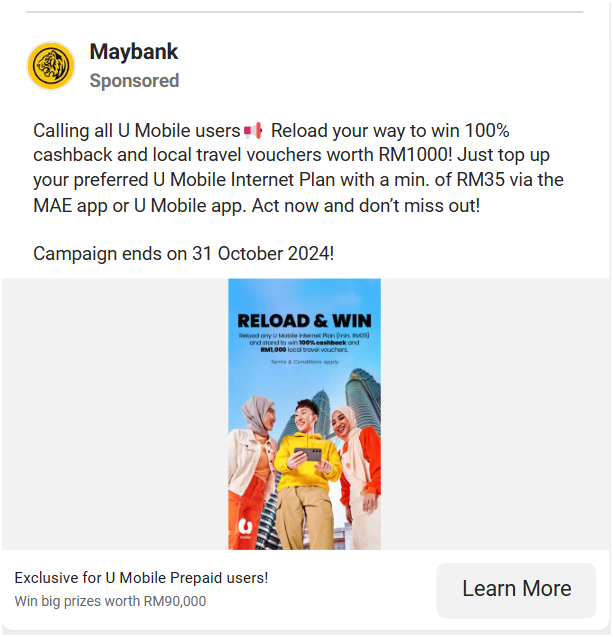 Maybank
Sponsored
Calling all U Mobile users📢 Reload your way to win 100%
cashback and local travel vouchers worth RM1000! Just top up
your preferred U Mobile Internet Plan with a min. of RM35 via the
MAE app or U Mobile app. Act now and don’t miss out!
Campaign ends on 31 October 2024!
RELOAD & WIN
Reload any U Mobile Internet Plan (min. RM35)
and stand to win 100% cashback and
RM1,000 local travel vouchers.
Terms & Conditions apply.
Exclusive for U Mobile Prepaid users!
Win big prizes worth RM90,000
Learn More